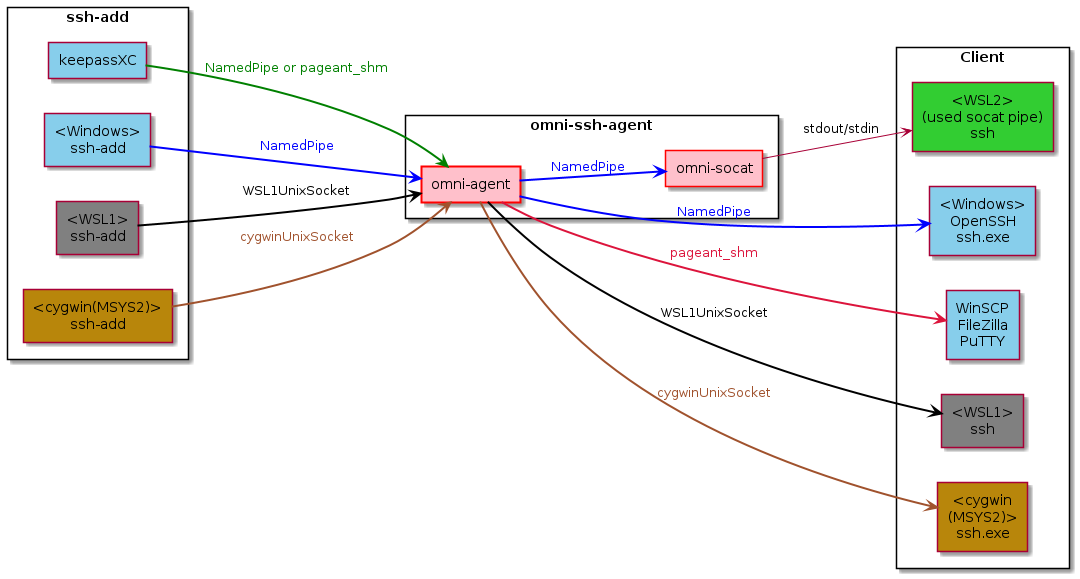 ssh-add
keepassXC
<Windows>
ssh-add
<WSL1>
ssh-add
<cygwin(MSYS2)>
ssh-add
NamedPipe or pageant_shm
NamedPipe
WSL1UnixSocket
cygwinUnixSocket
omni-ssh-agent
omni-agent
NamedPipe
omni-socat
stdout/stdin
NamedPipe
pageant_shm
WSL1UnixSocket
cygwinUnixSocket
Client
<WSL2>
(used socat pipe)
ssh
<Windows>
OpenSSH
ssh.exe
WinSCP
FileZilla
PuTTY
<WSL1>
ssh
<cygwin
(MSYS2)>
ssh.exe